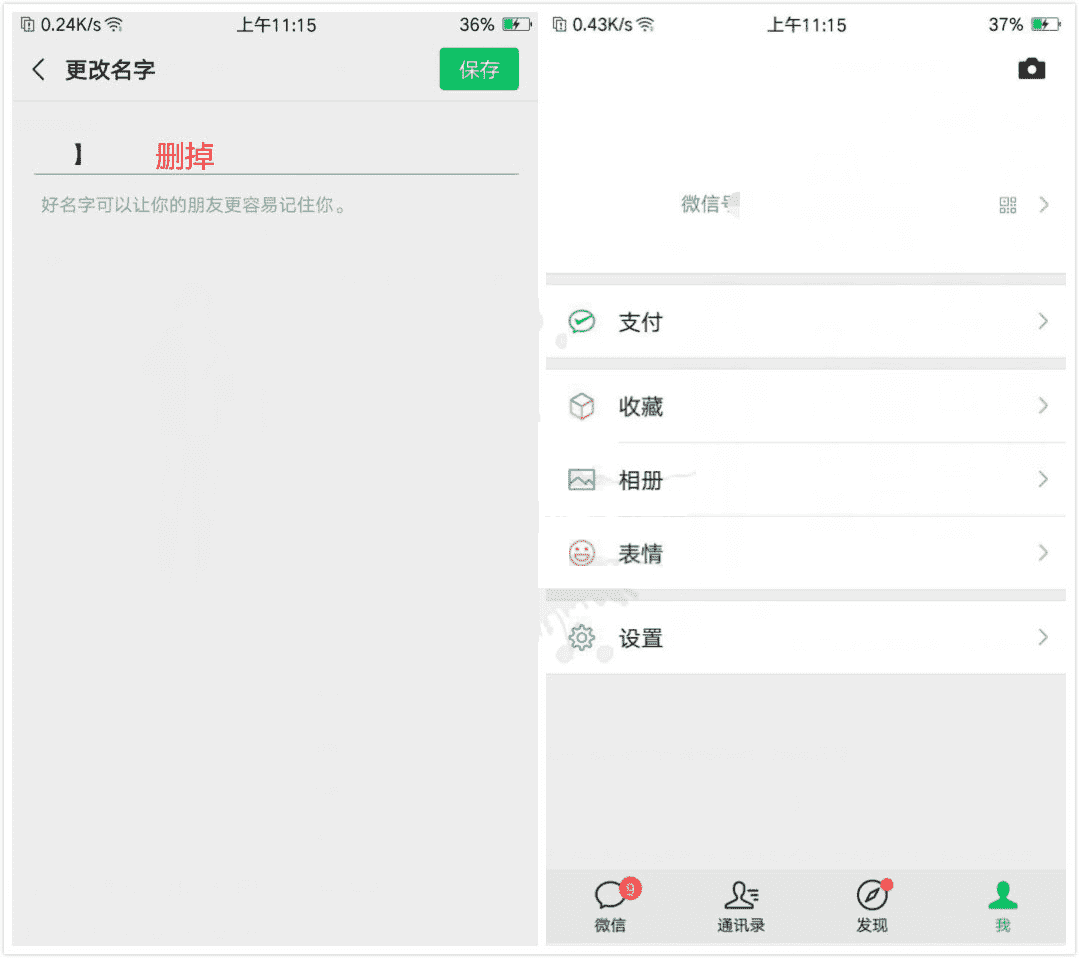 0.24K/s 上午11:15 36%
更改名字 保存
】 删掉
好名字可以让你的朋友更容易记住你。
0.43K/s 上午11:15 37%
微信号
支付
收藏
相册
表情
设置
9
微信 通讯录 发现 我